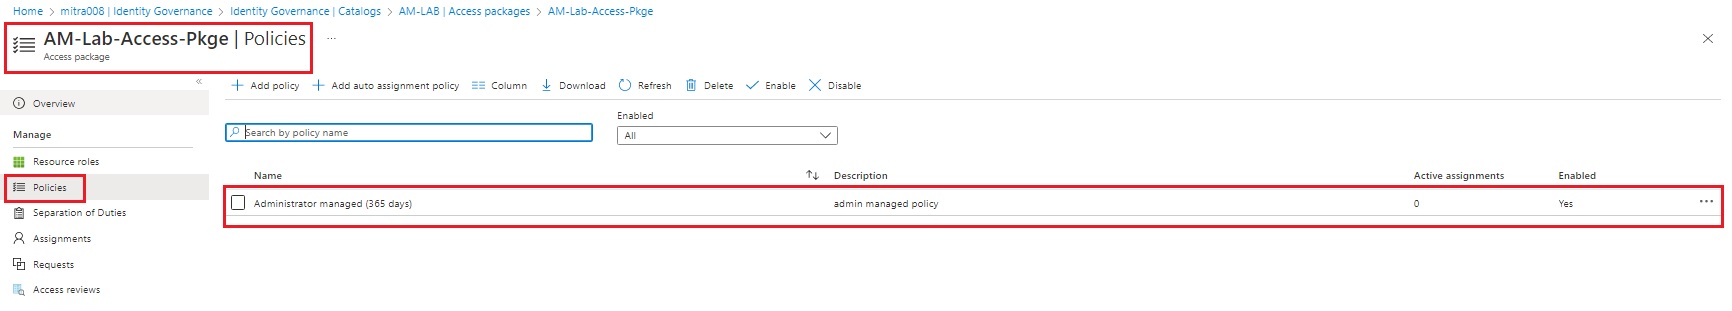 Home > mitra008 | Identity Governance > Identity Governance | Catalogs > AM-LAB | Access packages > AM-Lab-Access-Pkge
AM-Lab-Access-Pkge | Policies ...
Access package
«
Overview
Manage
Resource roles
Policies
Separation of Duties
Assignments
Requests
Access reviews
+ Add policy + Add auto assignment policy Column Download Refresh Delete Enable Disable
Enabled
Search by policy name
All
Name Description Active assignments Enabled
Administrator managed (365 days) admin managed policy 0 Yes ...